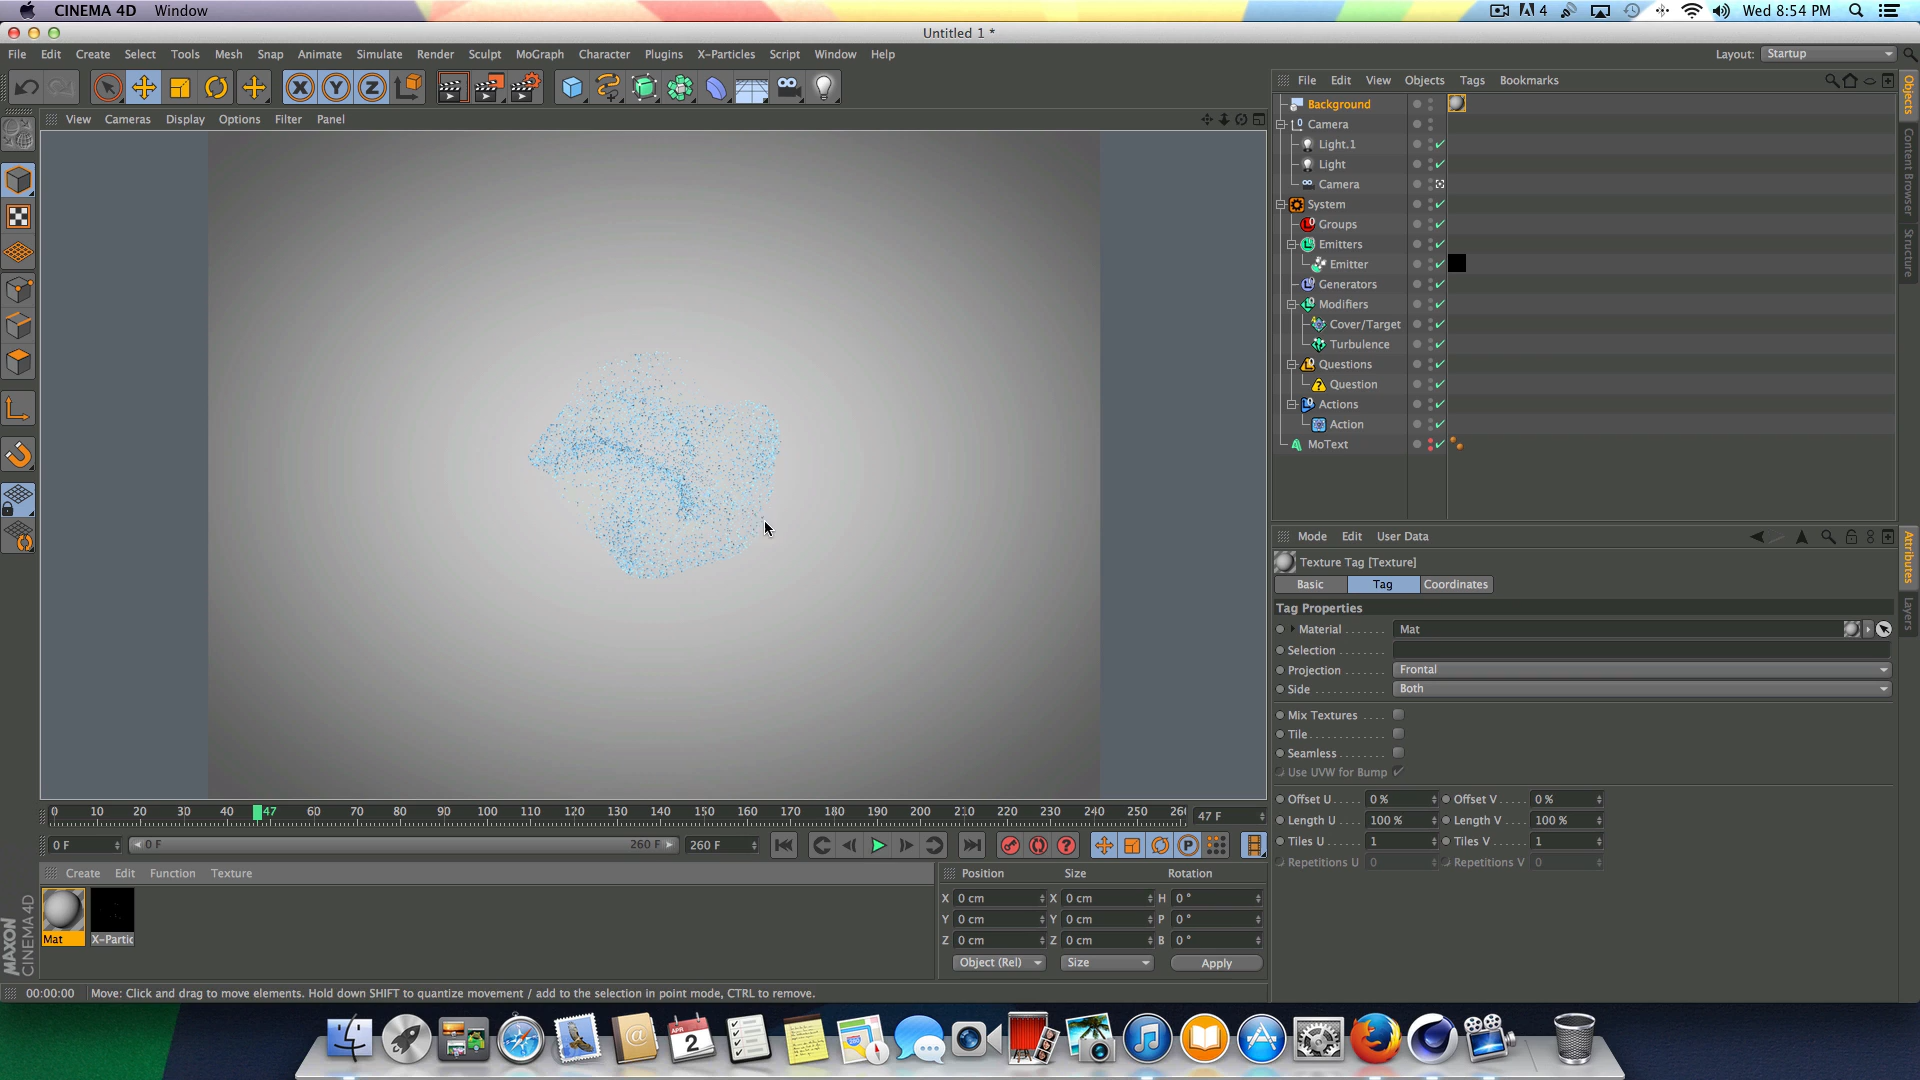 CINEMA 4D Window
4 Wed 8:54 PM
Untitled 1 *
File Edit Create Select Tools Mesh Snap Animate Simulate Render Sculpt MoGraph Character Plugins X-Particles Script Window Help
Layout: Startup
X Y Z
File Edit View Objects Tags Bookmarks
View Cameras Display Options Filter Panel
Background
Camera
Light.1
Light
Camera
System
Groups
Emitters
Emitter
Generators
Modifiers
Cover/Target
Turbulence
Questions
Question
Actions
Action
MoText
Objects
Content Browser
Structure
Mode Edit User Data
Texture Tag [Texture]
Basic Tag Coordinates
Tag Properties
Material ....... Mat
Selection ........
Projection ....... Frontal
Side ........... Both
Mix Textures ....
Tile............
Seamless .......
Use UVW for Bump
Offset U ..... 0 % Offset V ..... 0 %
Length U .... 100 % Length V .... 100 %
Tiles U ...... 1 Tiles V ...... 1
Repetitions U 0 Repetitions V 0
Attributes
Layers
0 10 20 30 40 47 60 70 80 90 100 110 120 130 140 150 160 170 180 190 200 210 220 230 240 250 26
47 F
0 F 0 F 260 F 260 F
Create Edit Function Texture
Mat X-Partic
Position Size Rotation
X 0 cm X 0 cm H 0 °
Y 0 cm Y 0 cm P 0 °
Z 0 cm Z 0 cm B 0 °
Object (Rel) Size Apply
MAXON
CINEMA 4D
00:00:00 Move: Click and drag to move elements. Hold down SHIFT to quantize movement / add to the selection in point mode, CTRL to remove.
APR
2